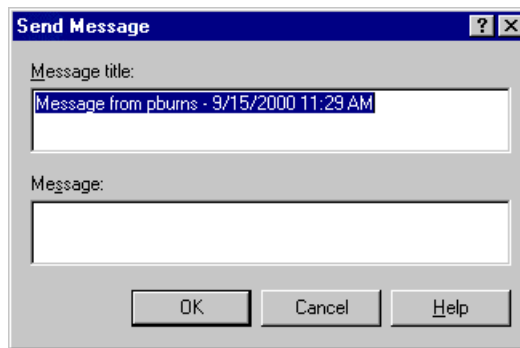 Send Message
Message title:
Message from pburns - 9/15/2000 11:29 AM
Message:
OK Cancel Help